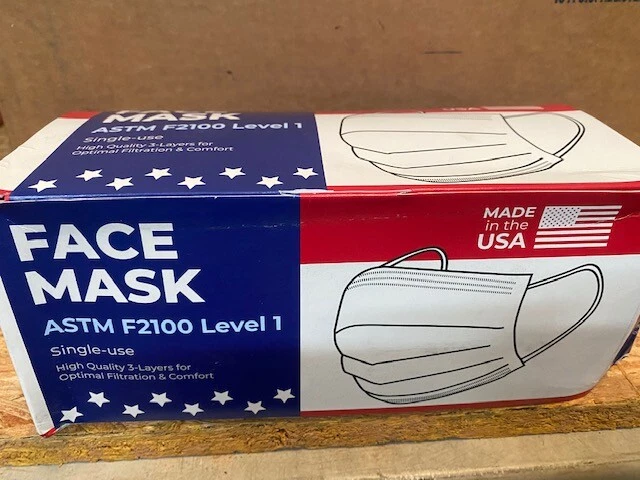 MASK
ASTM F2100 Level 1
Single-use
High Quality 3-Layers for
Optimal Filtration & Comfort
USA
FACE
MASK
ASTM F2100 Level 1
Single-use
High Quality 3-Layers for
Optimal Filtration & Comfort
MADE
in the
USA